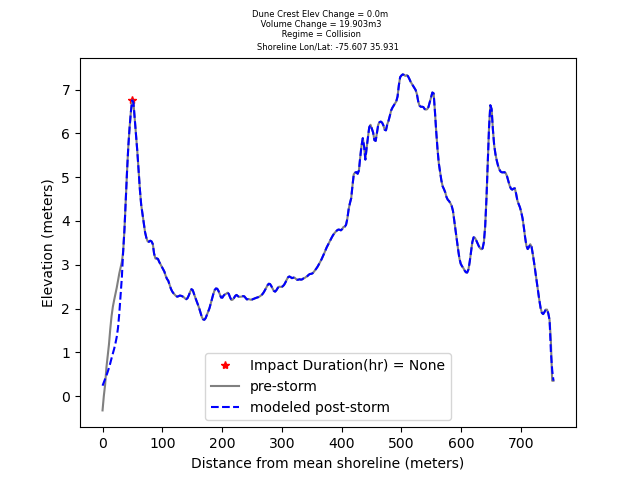 Dune Crest Elev Change = 0.0m
Volume Change = 19.903m3
Regime = Collision
Shoreline Lon/Lat: -75.607 35.931
7
6
5
4
3
2
1
0
Elevation (meters)
Impact Duration(hr) = None
pre-storm
modeled post-storm
0 100 200 300 400 500 600 700
Distance from mean shoreline (meters)